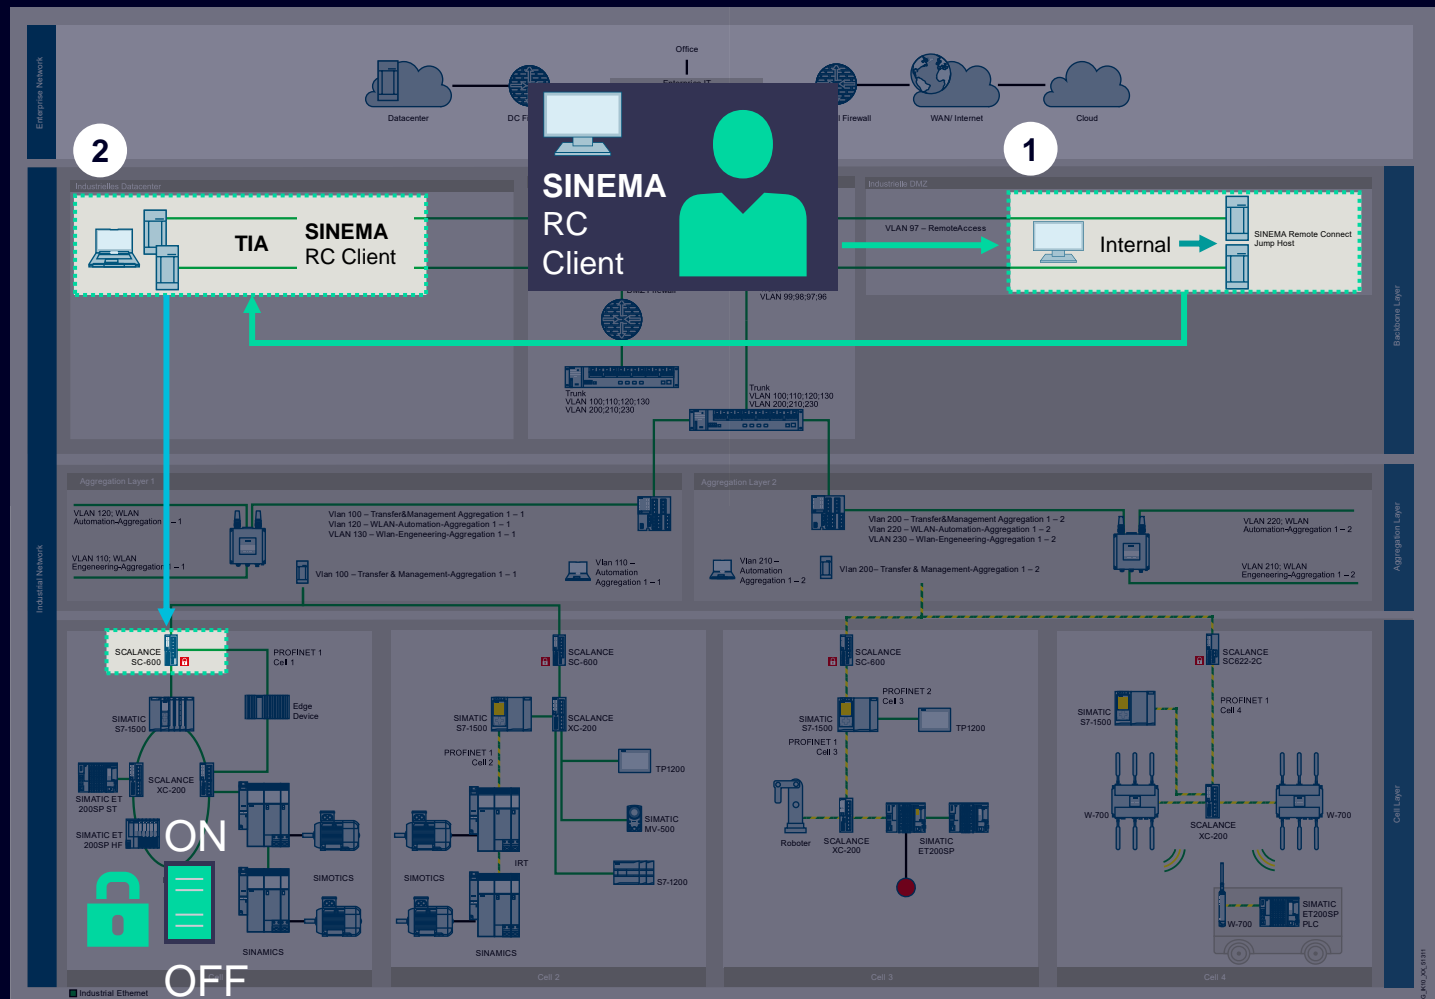 Office
Datacenter
WAN/ Internet
Cloud
Firewall
Enterprise Network
2
1
Industrielles Datacenter
Industrielle DMZ
TIA
SINEMA
RC Client
SINEMA
RC
Client
VLAN 97 – RemoteAccess
Internal
SINEMA Remote Connect
Jump Host
VLAN 99;98;97;96
Backbone Layer
Trunk
VLAN 100;110;120;130
VLAN 200;210;230
Trunk
VLAN 100;110;120;130
VLAN 200;210;230
Industrial Network
Aggregation Layer 1
Aggregation Layer 2
Aggregation Layer
VLAN 120; WLAN
Automation-Aggregation 1 – 1
VLAN 110; WLAN
Engeneering-Aggregation 1 – 1
Vlan 100 – Transfer&Management Aggregation 1 – 1
Vlan 120 – WLAN-Automation-Aggregation 1 – 1
VLAN 130 – Wlan-Engeneering-Aggregation 1 – 1
Vlan 100 – Transfer & Management-Aggregation 1 – 1
Vlan 110 –
Automation
Aggregation 1 – 1
Vlan 200 – Transfer&Management Aggregation 1 – 2
Vlan 220 – WLAN-Automation-Aggregation 1 – 2
VLAN 230 – Wlan-Engeneering-Aggregation 1 – 2
Vlan 210 –
Automation
Aggregation 1 – 2
Vlan 200– Transfer & Management-Aggregation 1 – 2
VLAN 220; WLAN
Automation-Aggregation 1 – 2
VLAN 210; WLAN
Engeneering-Aggregation 1 – 2
SCALANCE
SC-600
PROFINET 1
Cell 1
SIMATIC
S7-1500
Edge
Device
SCALANCE
XC-200
SIMATIC ET
200SP ST
SIMATIC ET
200SP HF
SIMOTICS
SINAMICS
ON
OFF
SCALANCE
SC-600
SIMATIC
S7-1500
SCALANCE
XC-200
PROFINET 1
Cell 2
TP1200
SIMATIC
MV-500
IRT
SIMOTICS
S7-1200
SINAMICS
Cell 2
SCALANCE
SC-600
PROFINET 2
Cell 3
SIMATIC
S7-1500
TP1200
PROFINET 1
Cell 3
Roboter
SCALANCE
XC-200
SIMATIC
ET200SP
Cell 3
SCALANCE
SC622-2C
SIMATIC
S7-1500
PROFINET 1
Cell 4
W-700
SCALANCE
XC-200
W-700
W-700
SIMATIC
ET200SP
PLC
Cell 4
Cell Layer
Industrial Ethernet